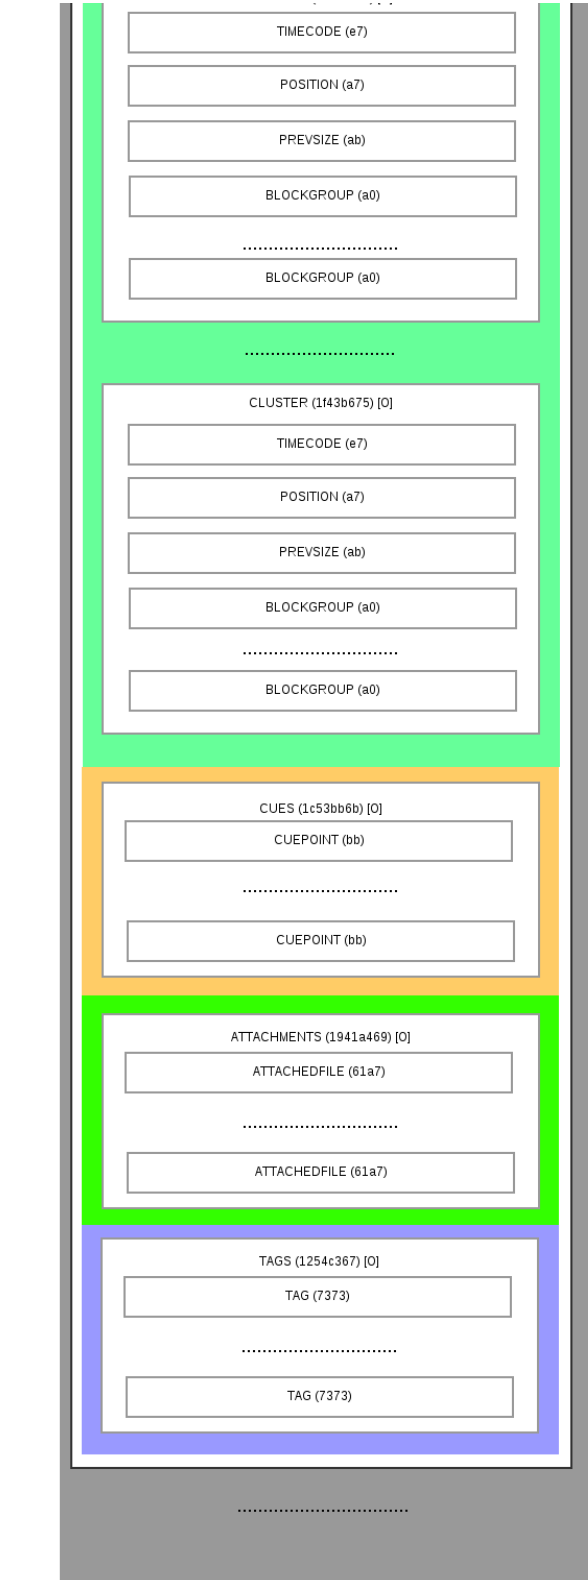 TIMECODE (e7)
POSITION (a7)
PREVSIZE (ab)
BLOCKGROUP (a0)
..............................
BLOCKGROUP (a0)
..............................
CLUSTER (1f43b675) [O]
TIMECODE (e7)
POSITION (a7)
PREVSIZE (ab)
BLOCKGROUP (a0)
..............................
BLOCKGROUP (a0)
CUES (1c53bb6b) [O]
CUEPOINT (bb)
..............................
CUEPOINT (bb)
ATTACHMENTS (1941a469) [O]
ATTACHEDFILE (61a7)
..............................
ATTACHEDFILE (61a7)
TAGS (1254c367) [O]
TAG (7373)
..............................
TAG (7373)
.................................